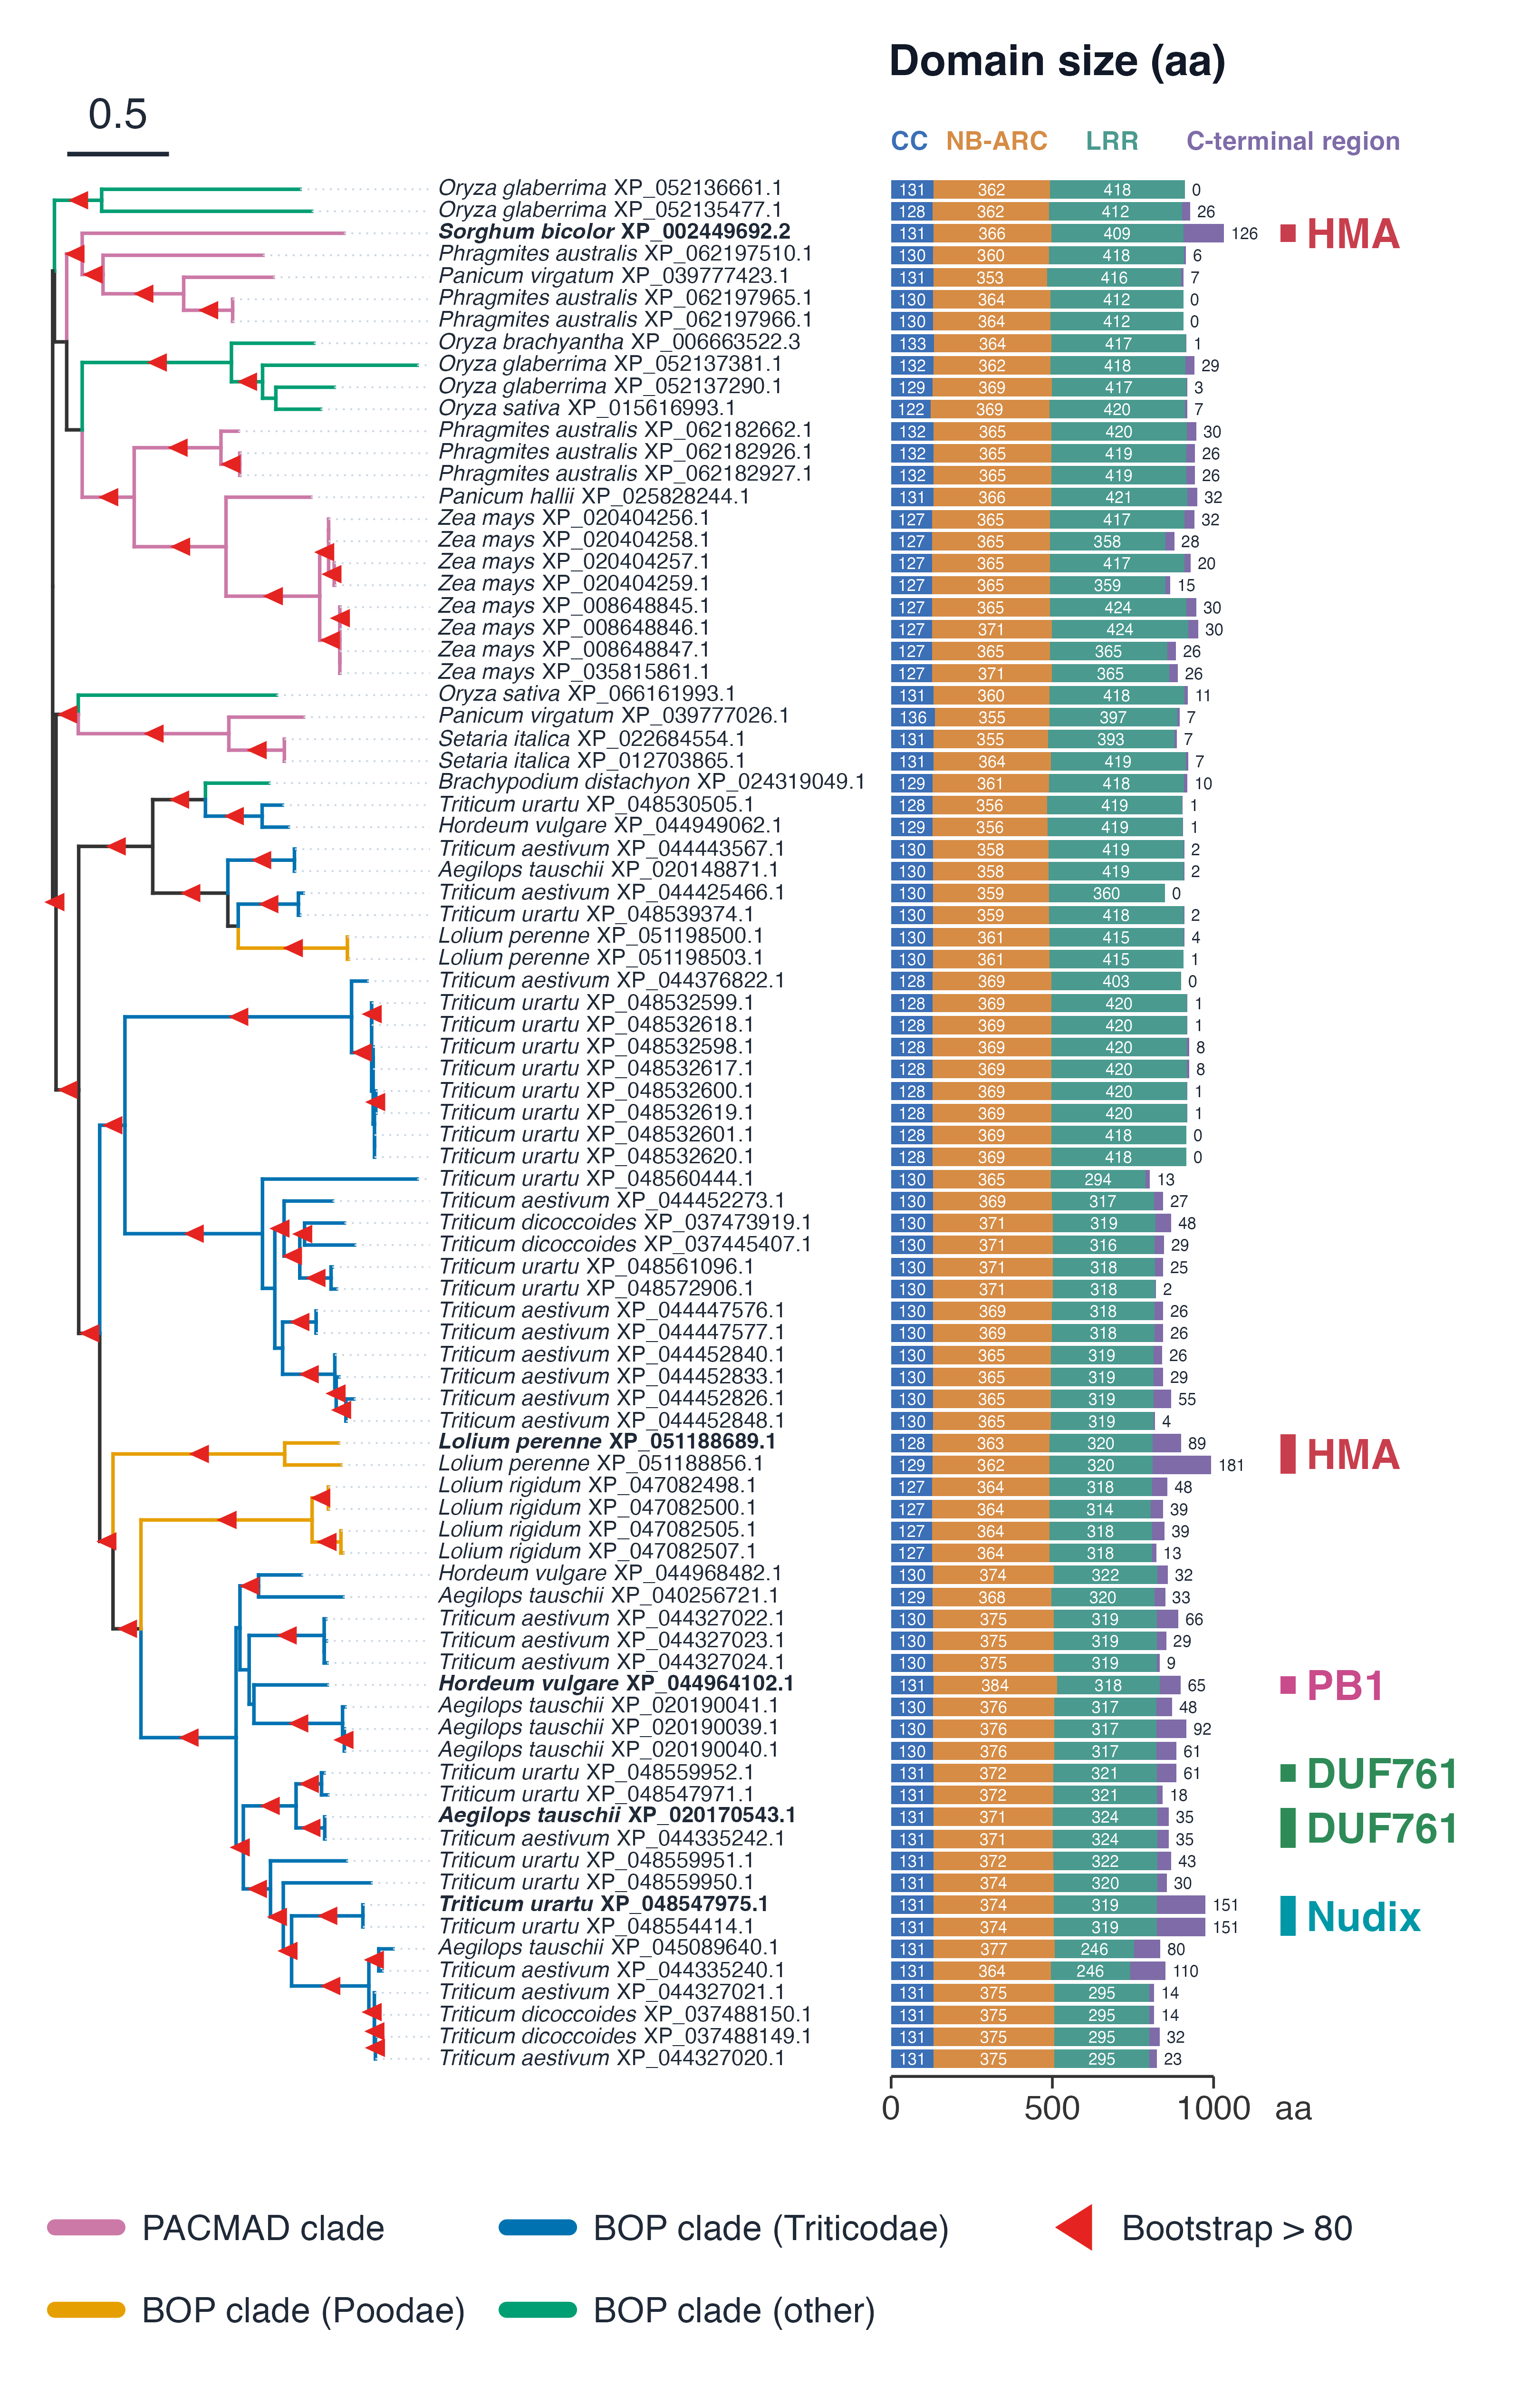 Domain size (aa)
0.5
CC NB-ARC LRR C-terminal region
Oryza glaberrima XP_052136661.1 131 362 418 0
Oryza glaberrima XP_052135477.1 128 362 412 26
Sorghum bicolor XP_002449692.2 131 366 409 126 HMA
Phragmites australis XP_062197510.1 130 360 418 6
Panicum virgatum XP_039777423.1 131 353 416 7
Phragmites australis XP_062197965.1 130 364 412 0
Phragmites australis XP_062197966.1 130 364 412 0
Oryza brachyantha XP_006663522.3 133 364 417 1
Oryza glaberrima XP_052137381.1 132 362 418 29
Oryza glaberrima XP_052137290.1 129 369 417 3
Oryza sativa XP_015616993.1 122 369 420 7
Phragmites australis XP_062182662.1 132 365 420 30
Phragmites australis XP_062182926.1 132 365 419 26
Phragmites australis XP_062182927.1 132 365 419 26
Panicum hallii XP_025828244.1 131 366 421 32
Zea mays XP_020404256.1 127 365 417 32
Zea mays XP_020404258.1 127 365 358 28
Zea mays XP_020404257.1 127 365 417 20
Zea mays XP_020404259.1 127 365 359 15
Zea mays XP_008648845.1 127 365 424 30
Zea mays XP_008648846.1 127 371 424 30
Zea mays XP_008648847.1 127 365 365 26
Zea mays XP_035815861.1 127 371 365 26
Oryza sativa XP_066161993.1 131 360 418 11
Panicum virgatum XP_039777026.1 136 355 397 7
Setaria italica XP_022684554.1 131 355 393 7
Setaria italica XP_012703865.1 131 364 419 7
Brachypodium distachyon XP_024319049.1 129 361 418 10
Triticum urartu XP_048530505.1 128 356 419 1
Hordeum vulgare XP_044949062.1 129 356 419 1
Triticum aestivum XP_044443567.1 130 358 419 2
Aegilops tauschii XP_020148871.1 130 358 419 2
Triticum aestivum XP_044425466.1 130 359 360 0
Triticum urartu XP_048539374.1 130 359 418 2
Lolium perenne XP_051198500.1 130 361 415 4
Lolium perenne XP_051198503.1 130 361 415 1
Triticum aestivum XP_044376822.1 128 369 403 0
Triticum urartu XP_048532599.1 128 369 420 1
Triticum urartu XP_048532618.1 128 369 420 1
Triticum urartu XP_048532598.1 128 369 420 8
Triticum urartu XP_048532617.1 128 369 420 8
Triticum urartu XP_048532600.1 128 369 420 1
Triticum urartu XP_048532619.1 128 369 420 1
Triticum urartu XP_048532601.1 128 369 418 0
Triticum urartu XP_048532620.1 128 369 418 0
Triticum urartu XP_048560444.1 130 365 294 13
Triticum aestivum XP_044452273.1 130 369 317 27
Triticum dicoccoides XP_037473919.1 130 371 319 48
Triticum dicoccoides XP_037445407.1 130 371 316 29
Triticum urartu XP_048561096.1 130 371 318 25
Triticum urartu XP_048572906.1 130 371 318 2
Triticum aestivum XP_044447576.1 130 369 318 26
Triticum aestivum XP_044447577.1 130 369 318 26
Triticum aestivum XP_044452840.1 130 365 319 26
Triticum aestivum XP_044452833.1 130 365 319 29
Triticum aestivum XP_044452826.1 130 365 319 55
Triticum aestivum XP_044452848.1 130 365 319 4
Lolium perenne XP_051188689.1 128 363 320 89 HMA
Lolium perenne XP_051188856.1 129 362 320 181
Lolium rigidum XP_047082498.1 127 364 318 48
Lolium rigidum XP_047082500.1 127 364 314 39
Lolium rigidum XP_047082505.1 127 364 318 39
Lolium rigidum XP_047082507.1 127 364 318 13
Hordeum vulgare XP_044968482.1 130 374 322 32
Aegilops tauschii XP_040256721.1 129 368 320 33
Triticum aestivum XP_044327022.1 130 375 319 66
Triticum aestivum XP_044327023.1 130 375 319 29
Triticum aestivum XP_044327024.1 130 375 319 9
Hordeum vulgare XP_044964102.1 131 384 318 65 PB1
Aegilops tauschii XP_020190041.1 130 376 317 48
Aegilops tauschii XP_020190039.1 130 376 317 92
Aegilops tauschii XP_020190040.1 130 376 317 61
Triticum urartu XP_048559952.1 131 372 321 61 DUF761
Triticum urartu XP_048547971.1 131 372 321 18
Aegilops tauschii XP_020170543.1 131 371 324 35 DUF761
Triticum aestivum XP_044335242.1 131 371 324 35
Triticum urartu XP_048559951.1 131 372 322 43
Triticum urartu XP_048559950.1 131 374 320 30
Triticum urartu XP_048547975.1 131 374 319 151 Nudix
Triticum urartu XP_048554414.1 131 374 319 151
Aegilops tauschii XP_045089640.1 131 377 246 80
Triticum aestivum XP_044335240.1 131 364 246 110
Triticum aestivum XP_044327021.1 131 375 295 14
Triticum dicoccoides XP_037488150.1 131 375 295 14
Triticum dicoccoides XP_037488149.1 131 375 295 32
Triticum aestivum XP_044327020.1 131 375 295 23
0 500 1000 aa
PACMAD clade BOP clade (Triticodae) Bootstrap > 80
BOP clade (Poodae) BOP clade (other)